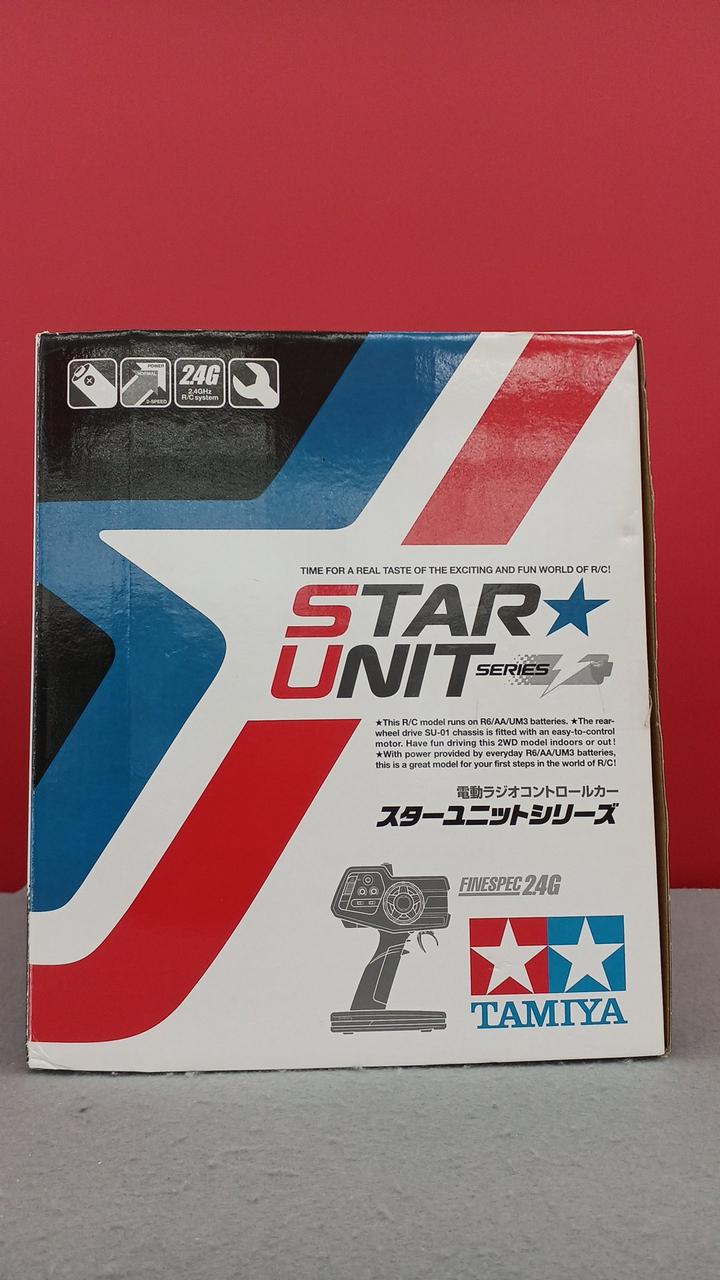 POWER
NORMAL
2-SPEED
2.4G
2.4GHz
R/C system
TIME FOR A REAL TASTE OF THE EXCITING AND FUN WORLD OF R/C!
STAR★
UNIT SERIES
★This R/C model runs on R6/AA/UM3 batteries. ★The rear-
wheel drive SU-01 chassis is fitted with an easy-to-control
motor. Have fun driving this 2WD model indoors or out!
★With power provided by everyday R6/AA/UM3 batteries,
this is a great model for your first steps in the world of R/C!
電動ラジオコントロールカー
スターユニットシリーズ
FINESPEC 2.4G
TAMIYA